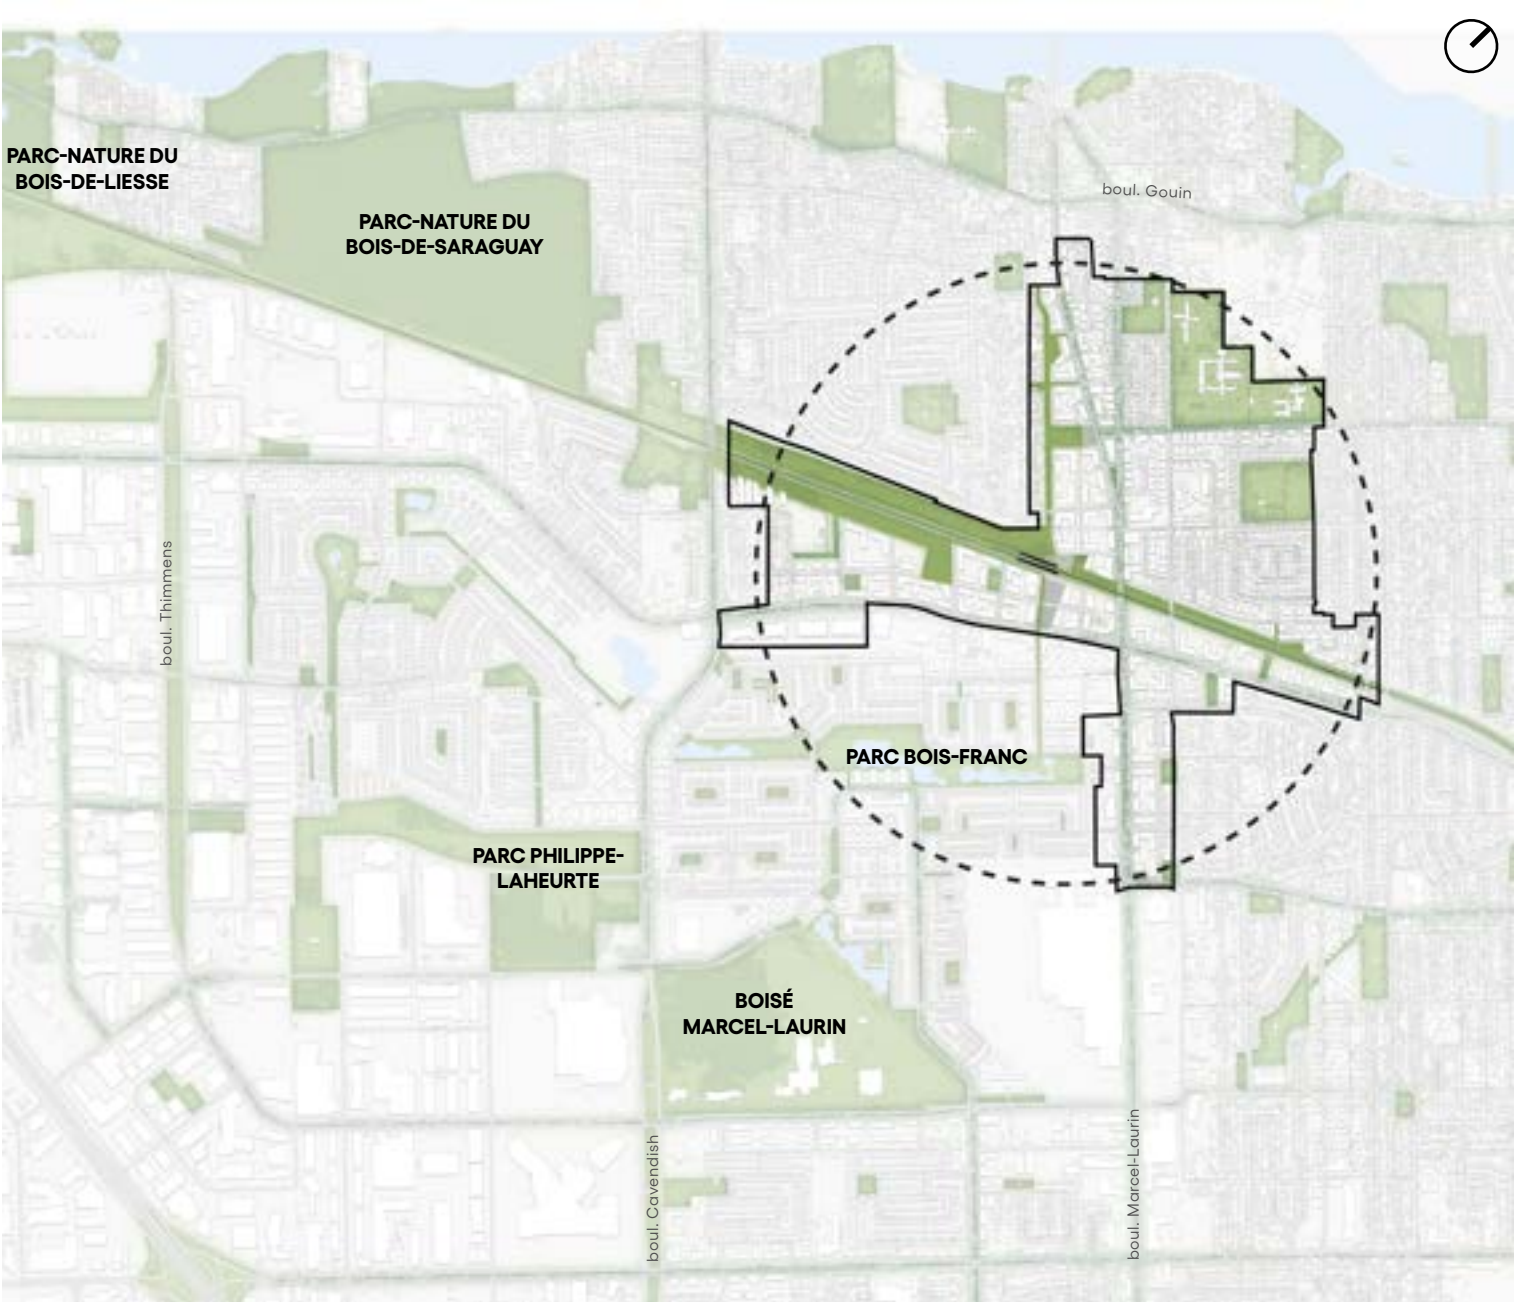 PARC-NATURE DU
BOIS-DE-LIESSE
boul. Gouin
PARC-NATURE DU
BOIS-DE-SARAGUAY
boul. Thimmens
PARC BOIS-FRANC
PARC PHILIPPE-
LAHEURTE
BOISÉ
MARCEL-LAURIN
boul. Cavendish
boul. Marcel-Laurin